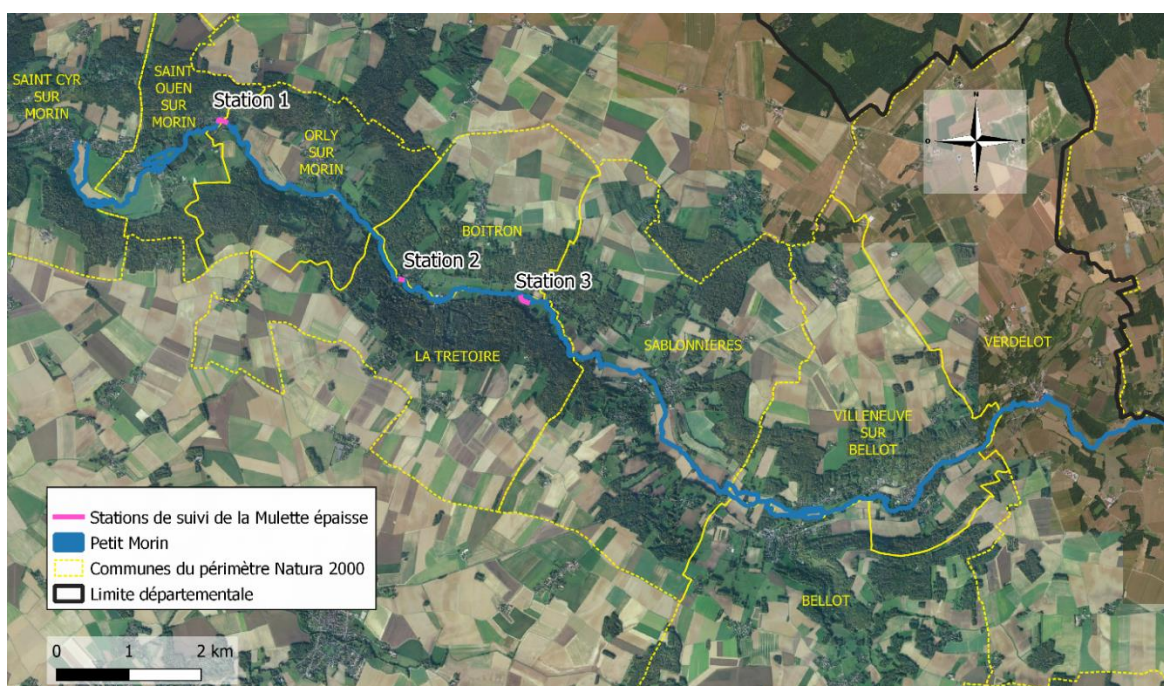 SAINT CYR
SUR
MORIN
SAINT
OUEN
SUR
MORIN
Station 1
ORLY
SUR
MORIN
N
O
E
S
BOITRON
Station 2
Station 3
LA TRETOIRE
SABLONNIERES
VERDELOT
VILLENEUVE
SUR
BELLOT
BELLOT
Stations de suivi de la Mulette épaisse
Petit Morin
Communes du périmètre Natura 2000
Limite départementale
0 1 2 km